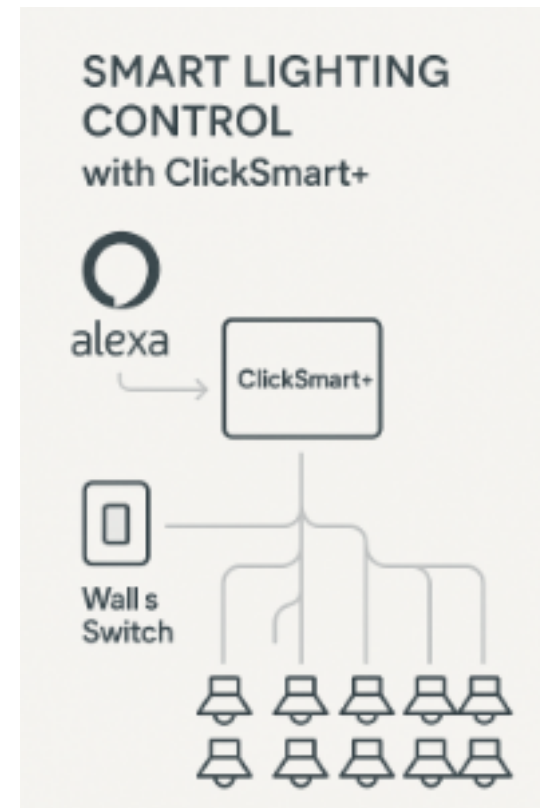 SMART LIGHTING
CONTROL
with ClickSmart+
alexa
ClickSmart+
Wall s
Switch